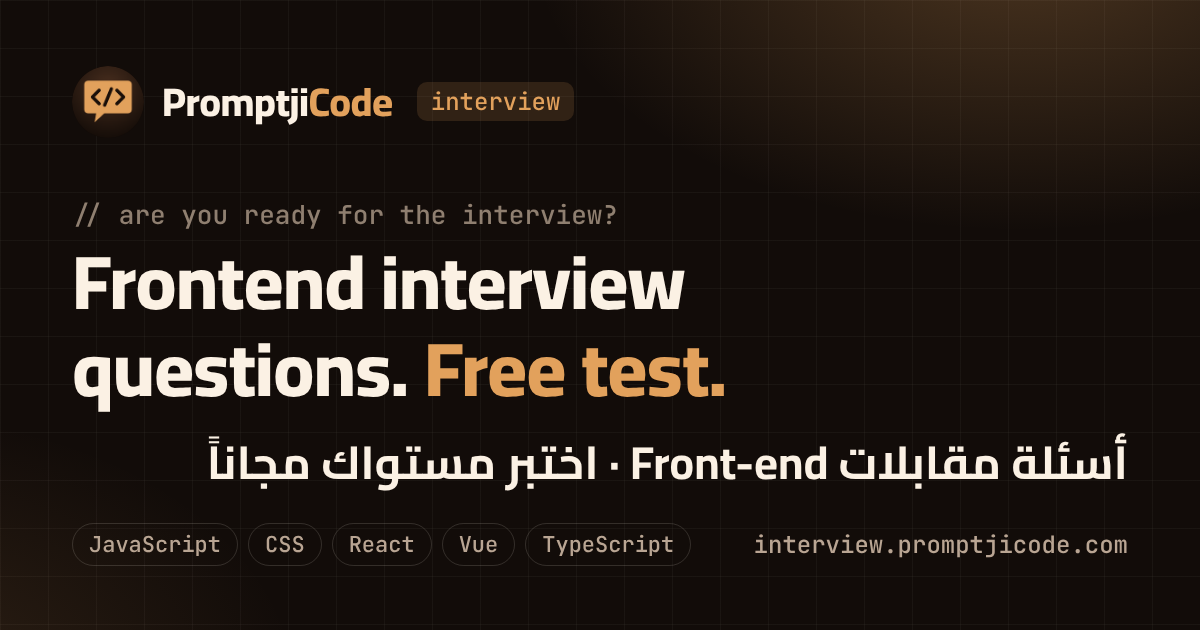 PromptjiCode interview
// are you ready for the interview?
Frontend interview
questions. Free test.
أسئلة مقابلات Front-end · اختبر مستواك مجاناً
JavaScript CSS React Vue TypeScript interview.promptjicode.com